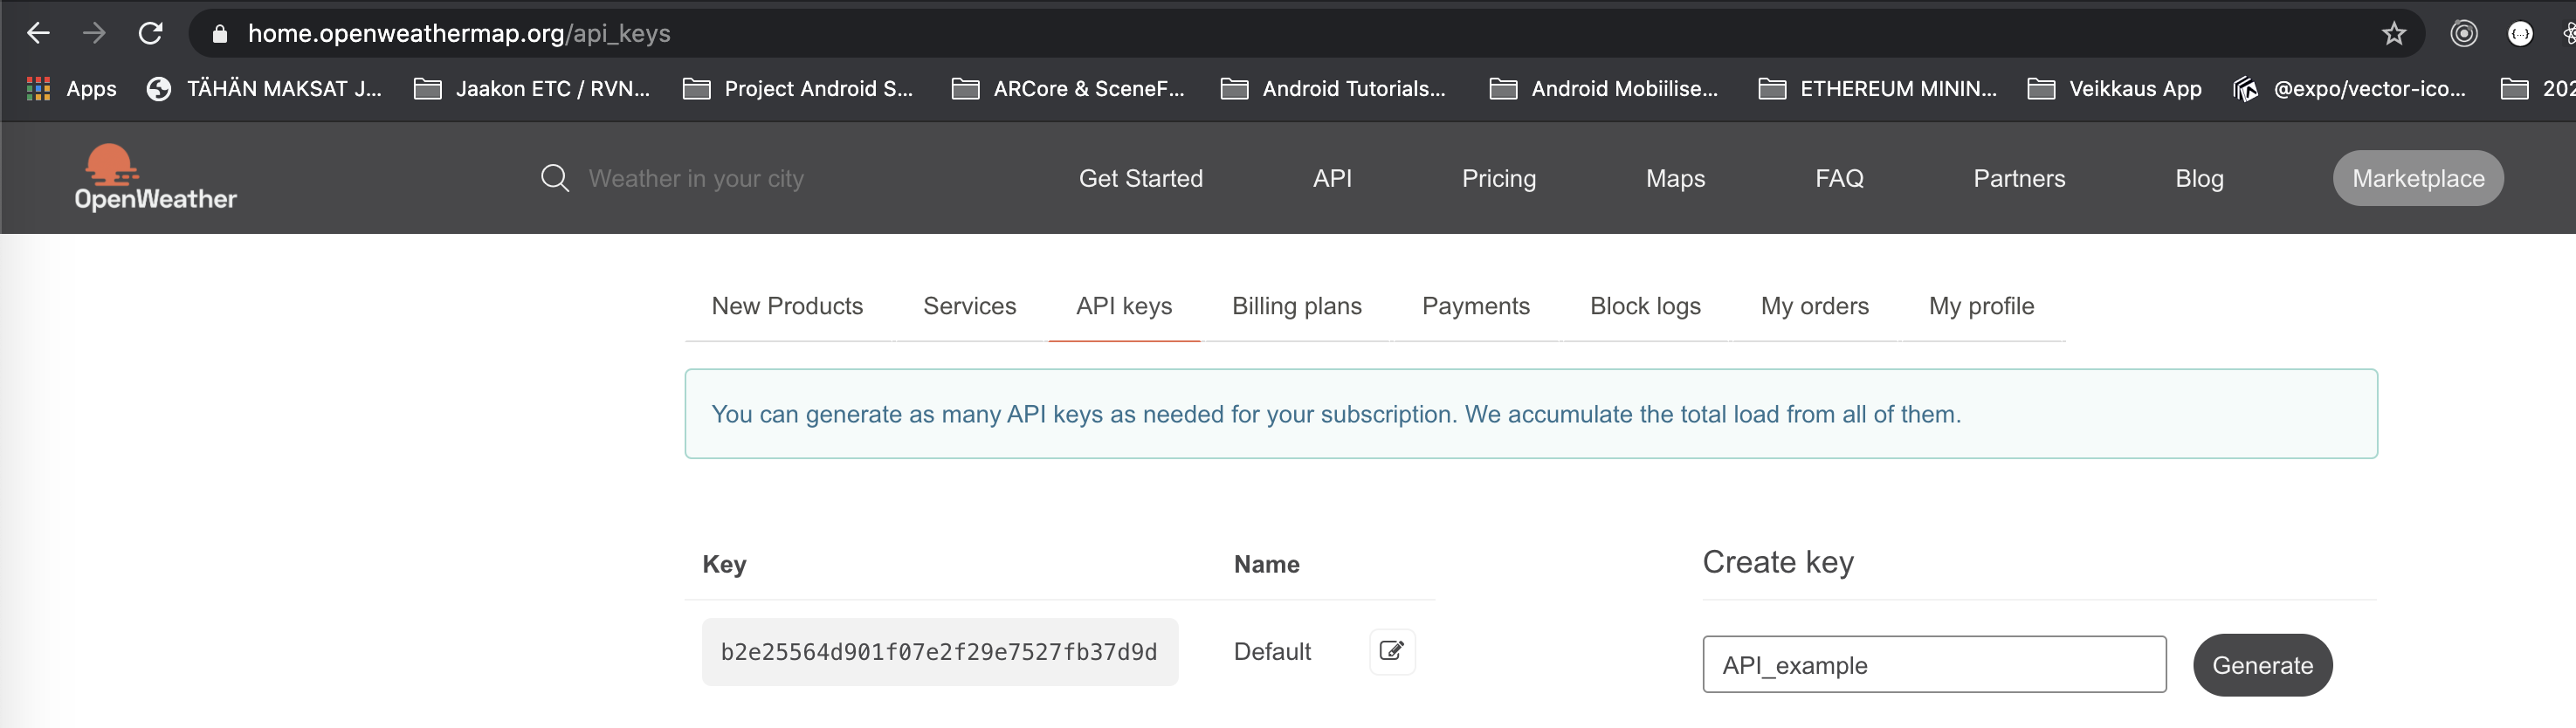 home.openweathermap.org/api_keys
Apps TÄHÄN MAKSAT J... Jaakon ETC / RVN... Project Android S... ARCore & SceneF... Android Tutorials... Android Mobiilise... ETHEREUM MININ... Veikkaus App @expo/vector-ico... 202
OpenWeather Weather in your city Get Started API Pricing Maps FAQ Partners Blog Marketplace
New Products Services API keys Billing plans Payments Block logs My orders My profile
You can generate as many API keys as needed for your subscription. We accumulate the total load from all of them.
Key Name Create key
b2e25564d901f07e2f29e7527fb37d9d Default API_example Generate